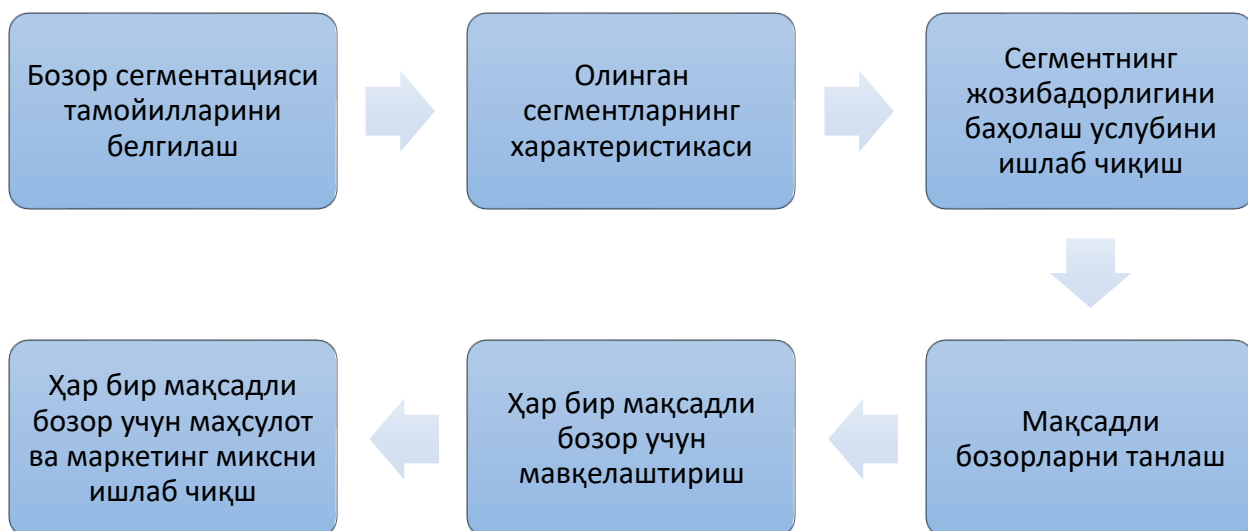 Бозор сегментацияси
тамойилларини
белгилаш
Олинган
сегментларнинг
характеристикаси
Сегментнинг
жозибадорлигини
баҳолаш услубини
ишлаб чиқиш
Мақсадли
бозорларни танлаш
Ҳар бир мақсадли
бозор учун
мавқелаштириш
Ҳар бир мақсадли
бозор учун маҳсулот
ва маркетинг миксни
ишлаб чиқш